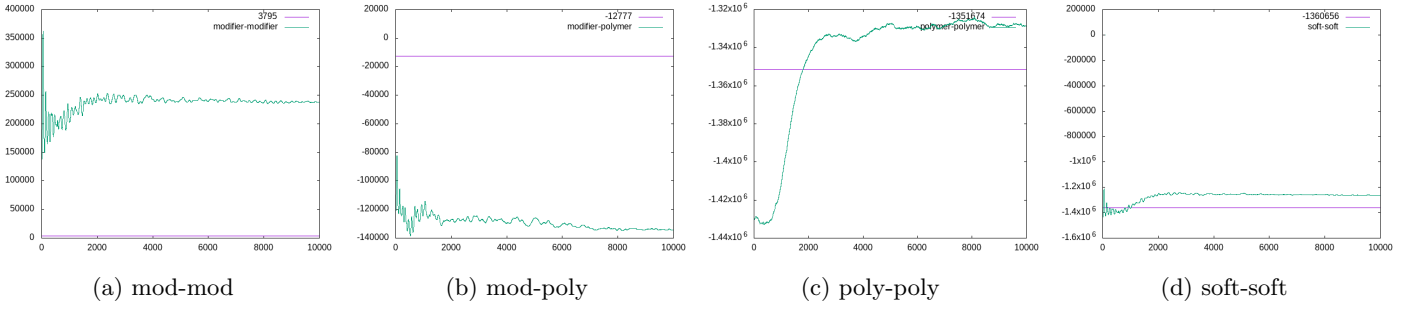 400000
350000
300000
250000
200000
150000
100000
50000
0
0 2000 4000 6000 8000 10000
3795
modifier-modifier
(a) mod-mod
20000
0
-20000
-40000
-60000
-80000
-100000
-120000
-140000
0 2000 4000 6000 8000 10000
-12777
modifier-polymer
(b) mod-poly
-1.32x10^6
-1.34x10^6
-1.36x10^6
-1.38x10^6
-1.4x10^6
-1.42x10^6
-1.44x10^6
0 2000 4000 6000 8000 10000
-1351674
polymer-polymer
(c) poly-poly
200000
0
-200000
-400000
-600000
-800000
-1x10^6
-1.2x10^6
-1.4x10^6
-1.6x10^6
0 2000 4000 6000 8000 10000
-1360656
soft-soft
(d) soft-soft